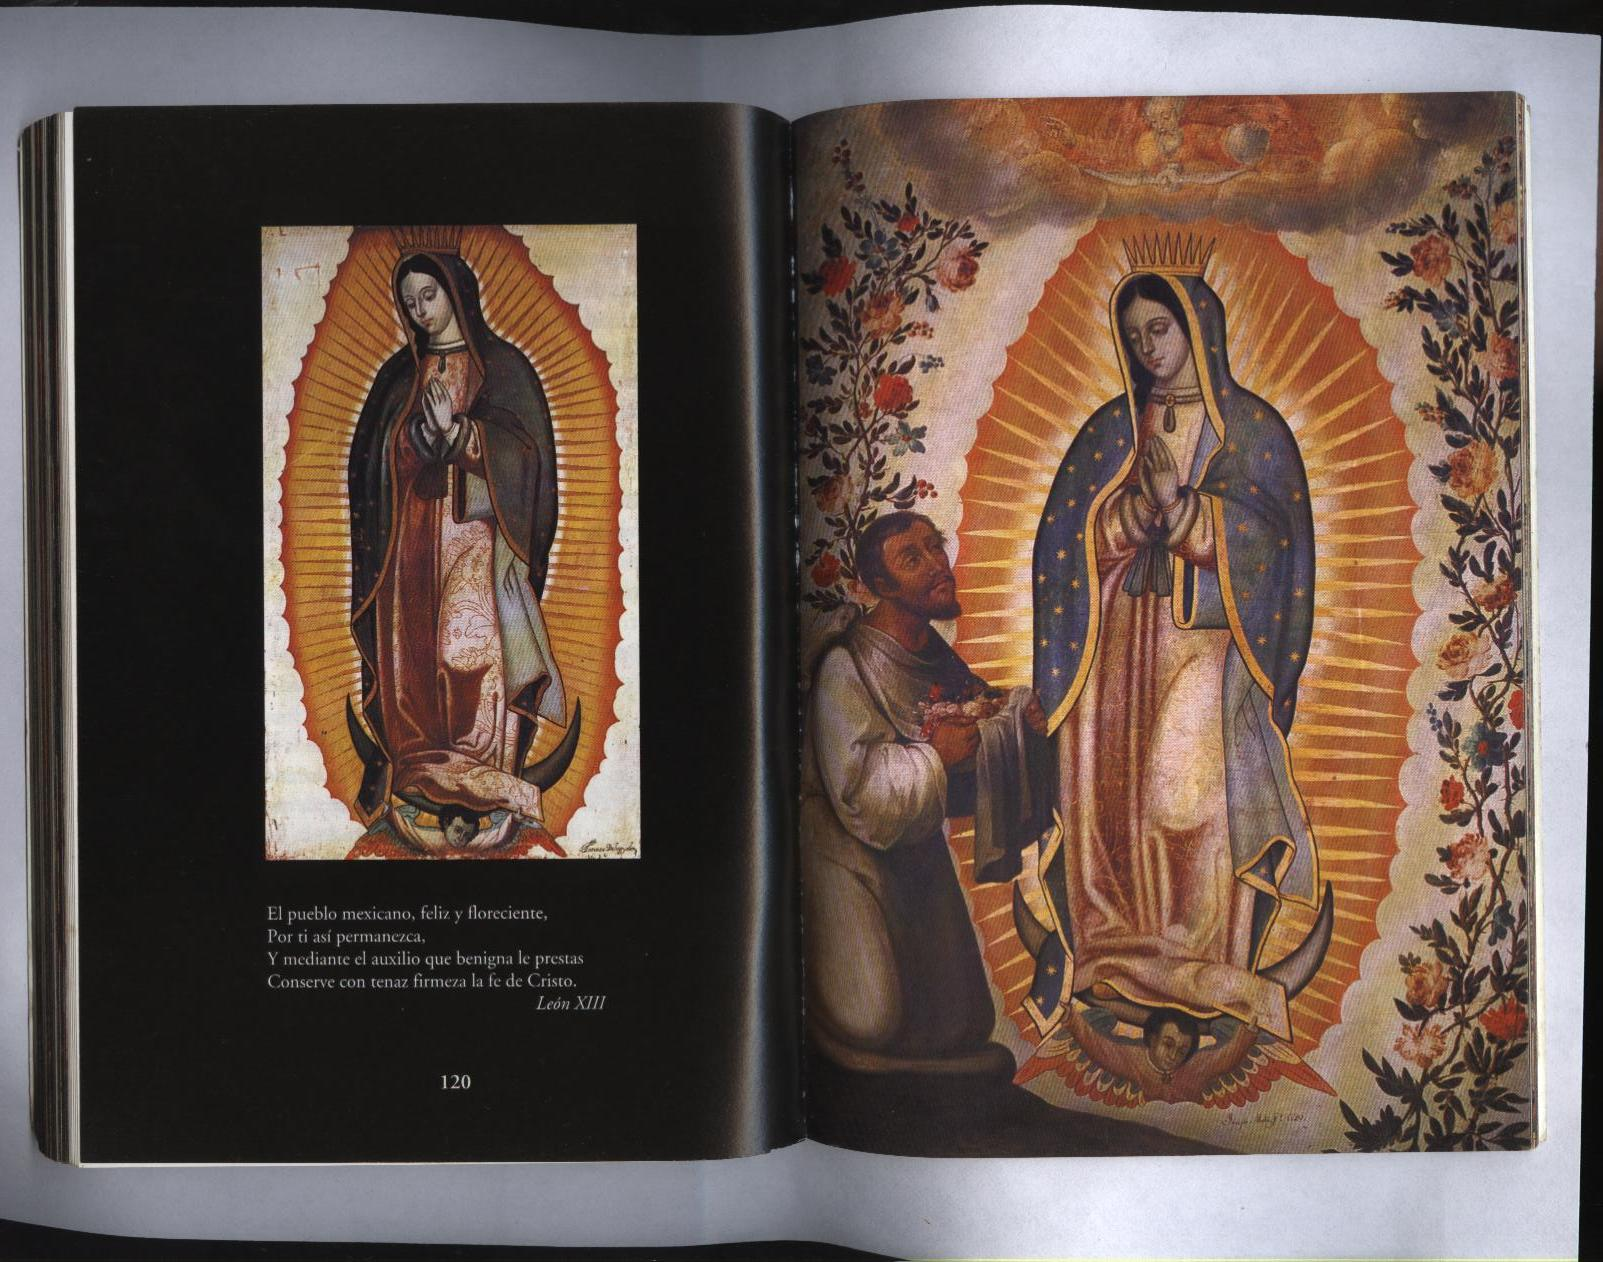 El pueblo mexicano, feliz y floreciente,
Por ti así permanezca,
Y mediante el auxilio que benigna le prestas
Conserve con tenaz firmeza la fe de Cristo.
León XIII
120